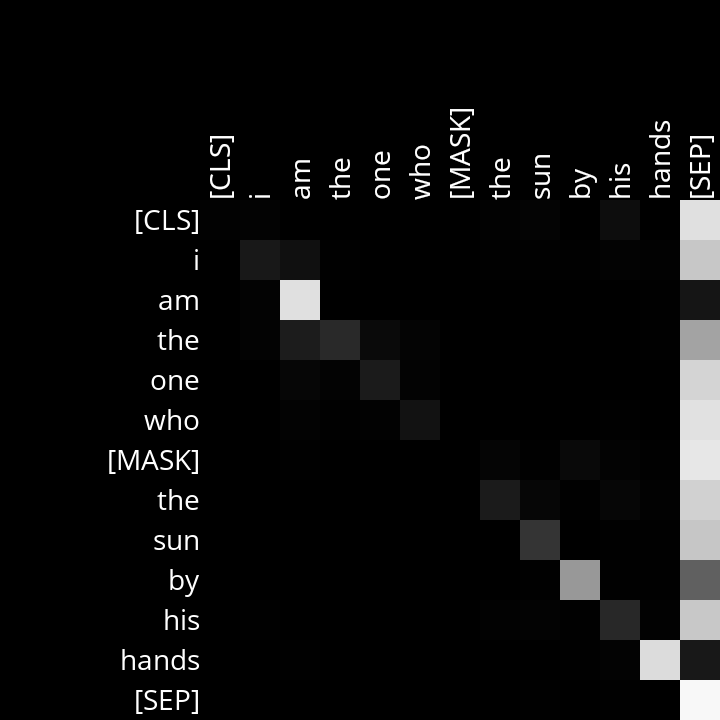 [CLS] i am the one who [MASK] the sun by his hands [SEP]
[CLS]
i
am
the
one
who
[MASK]
the
sun
by
his
hands
[SEP]